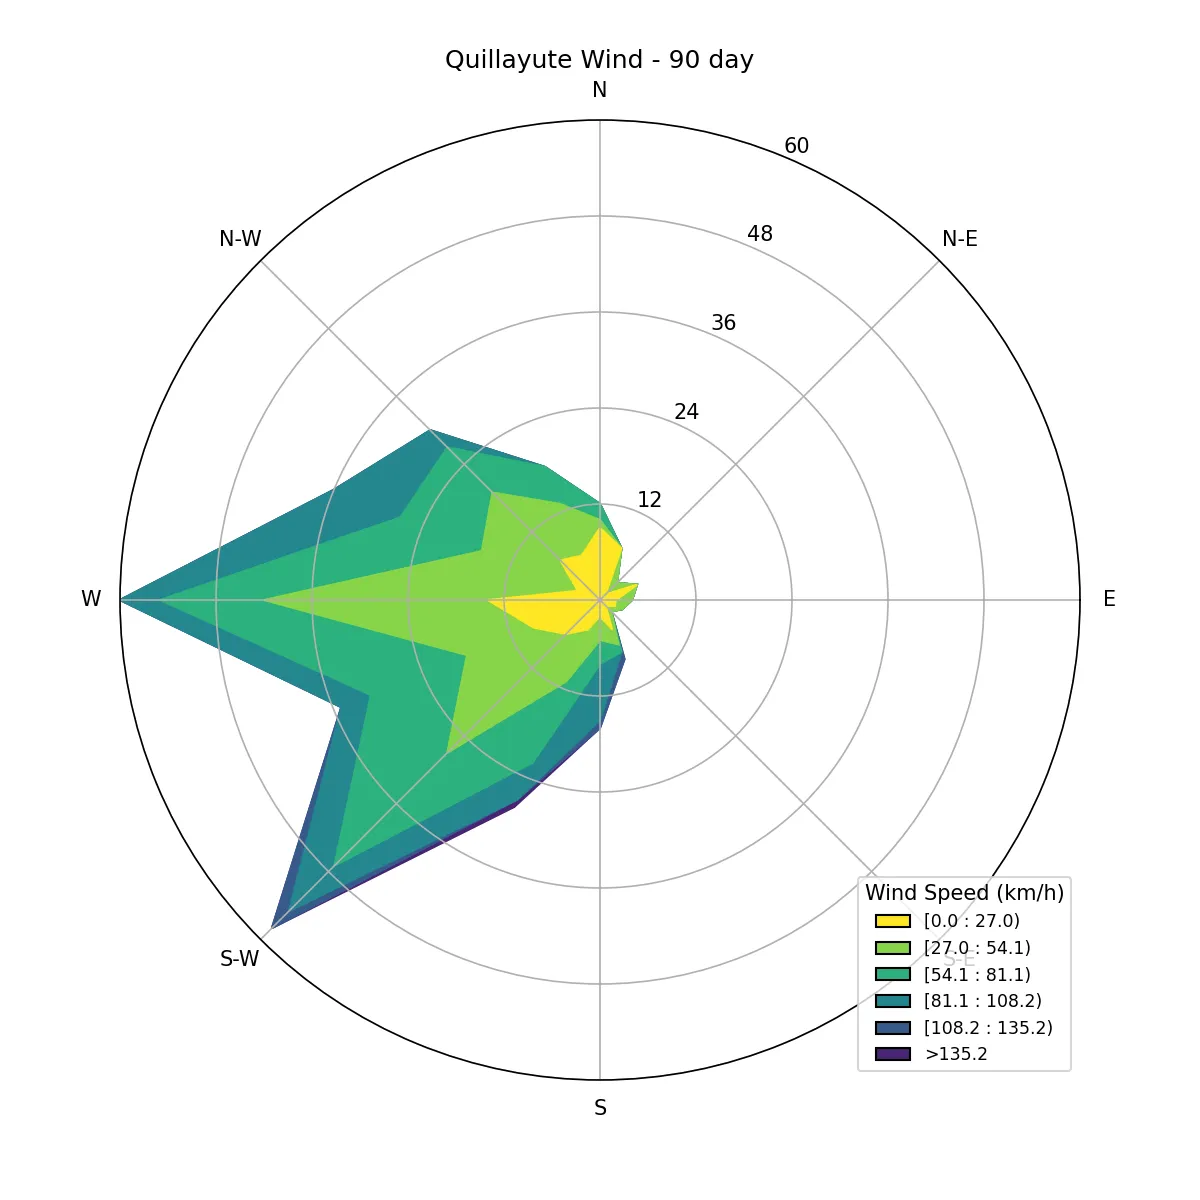 Quillayute Wind - 90 day
N
60
N-W
48
N-E
36
24
12
W
E
Wind Speed (km/h)
[0.0 : 27.0)
[27.0 : 54.1)
S-W
S-E
[54.1 : 81.1)
[81.1 : 108.2)
[108.2 : 135.2)
>135.2
S